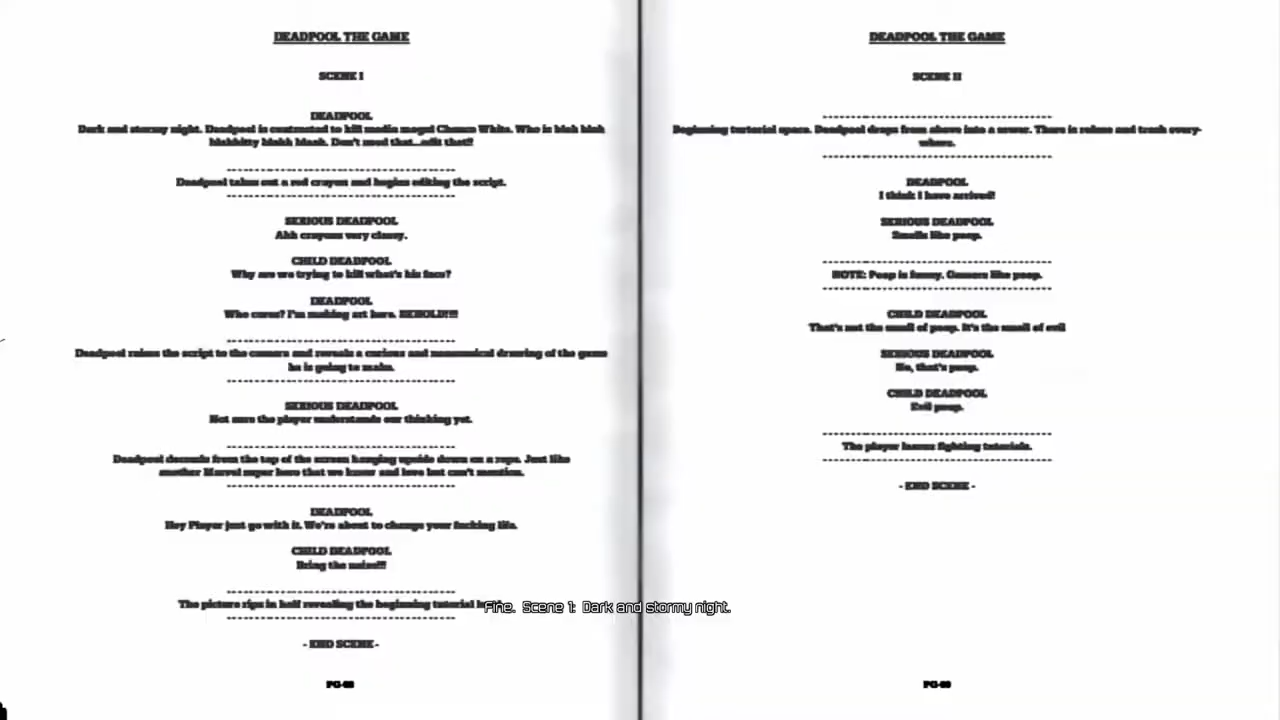 DEADPOOL THE GAME
SCENE I
DEADPOOL
Dark and stormy night. Deadpool is contracted to kill media mogul Chance White. Who is blah blah
blahbitty blahh blaah. Don't need that...edit that!!
Deadpool takes out a red crayon and begins editing the script.
SERIOUS DEADPOOL
Ahh crayons very classy.
CHILD DEADPOOL
Why are we trying to kill what's his face?
DEADPOOL
Who cares? I'm making art here. BEHOLD!!!!
Deadpool raises the script to the camera and reveals a curious and nonsensical drawing of the game
he is going to make.
SERIOUS DEADPOOL
Not sure the player understands our thinking yet.
Deadpool descends from the top of the screen hanging upside down on a rope. Just like
another Marvel super hero that we know and love but can't mention.
DEADPOOL
Hey Player just go with it. We're about to change your fucking life.
CHILD DEADPOOL
Bring the noise!!!
The picture rips in half revealing the beginning tutorial
- END SCENE -
DEADPOOL THE GAME
SCENE II
Beginning turtorial space. Deadpool drops from above into a sewer. There is ruins and trash every-
where.
DEADPOOL
I think I have arrived!
SERIOUS DEADPOOL
Smells like poop.
NOTE: Poop is funny. Gamers like poop.
CHILD DEADPOOL
That's not the smell of poop. It's the smell of evil
SERIOUS DEADPOOL
No, that's poop.
CHILD DEADPOOL
Evil poop.
The player learns fighting tutorials.
- END SCENE -
Fine. Scene 1: Dark and stormy night.